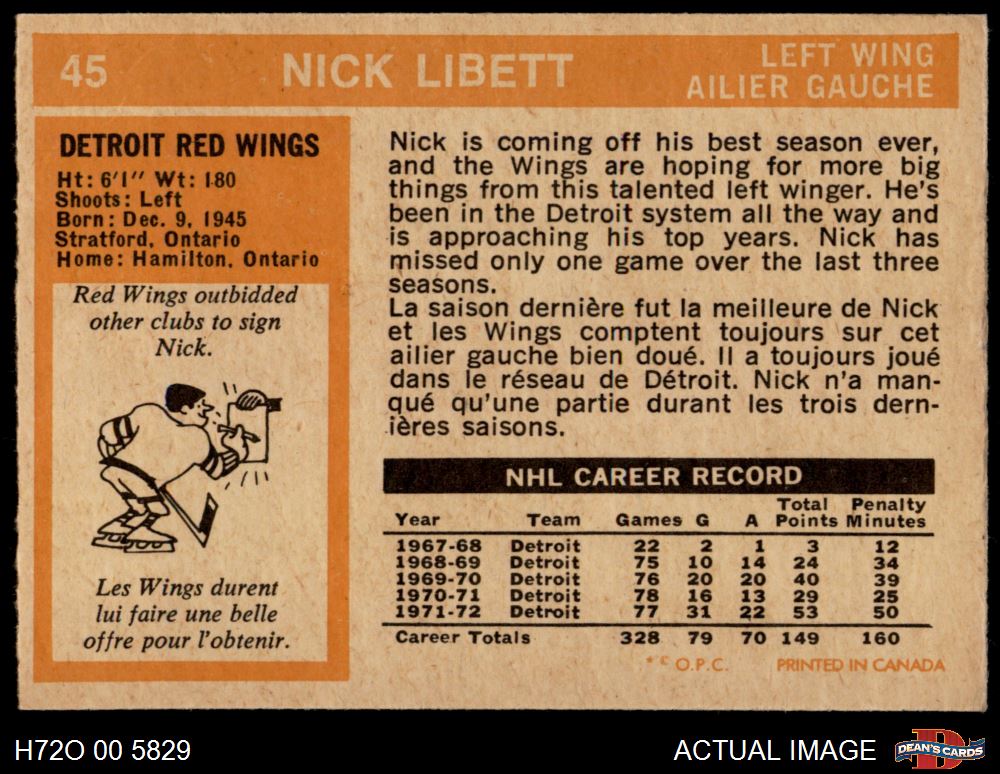 45 NICK LIBETT LEFT WING
AILIER GAUCHE
DETROIT RED WINGS
Ht: 6'1" Wt: 180
Shoots: Left
Born: Dec. 9, 1945
Stratford, Ontario
Home: Hamilton, Ontario
Red Wings outbidded
other clubs to sign
Nick.
Les Wings durent
lui faire une belle
offre pour l'obtenir.
Nick is coming off his best season ever,
and the Wings are hoping for more big
things from this talented left winger. He's
been in the Detroit system all the way and
is approaching his top years. Nick has
missed only one game over the last three
seasons.
La saison dernière fut la meilleure de Nick
et les Wings comptent toujours sur cet
ailier gauche bien doué. Il a toujours joué
dans le réseau de Détroit. Nick n'a man-
qué qu'une partie durant les trois dern-
ières saisons.
NHL CAREER RECORD
Year Team Games G A Total Points Penalty Minutes
1967-68 Detroit 22 2 1 3 12
1968-69 Detroit 75 10 14 24 34
1969-70 Detroit 76 20 20 40 39
1970-71 Detroit 78 16 13 29 25
1971-72 Detroit 77 31 22 53 50
Career Totals 328 79 70 149 160
* © O.P.C. PRINTED IN CANADA
H72O 00 5829 ACTUAL IMAGE DEAN'S CARDS